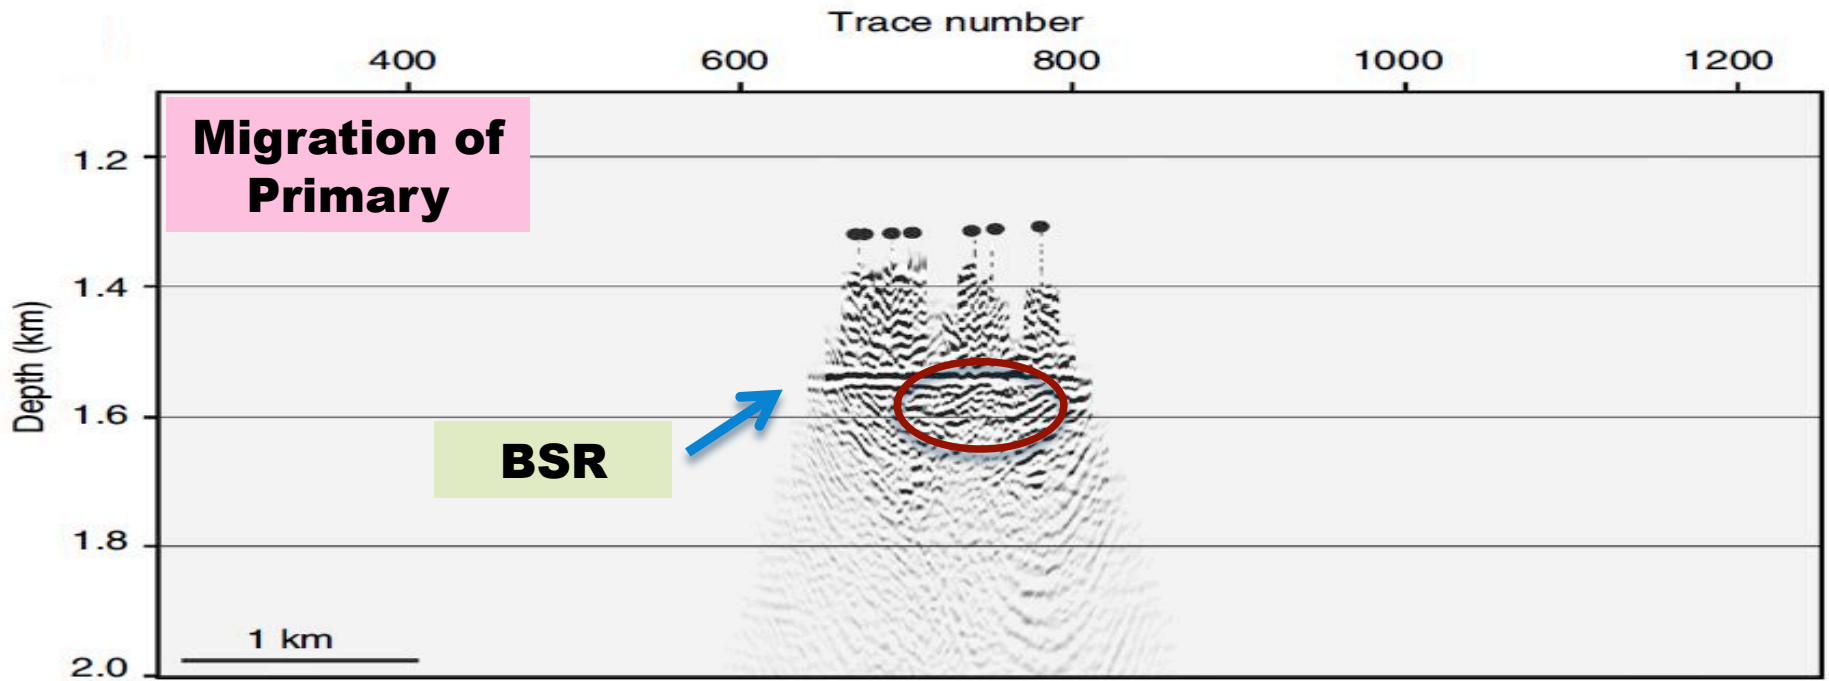 Trace number
400 600 800 1000 1200
Migration of
Primary
1.2
1.4
Depth (km)
1.6
BSR
1.8
1 km
2.0